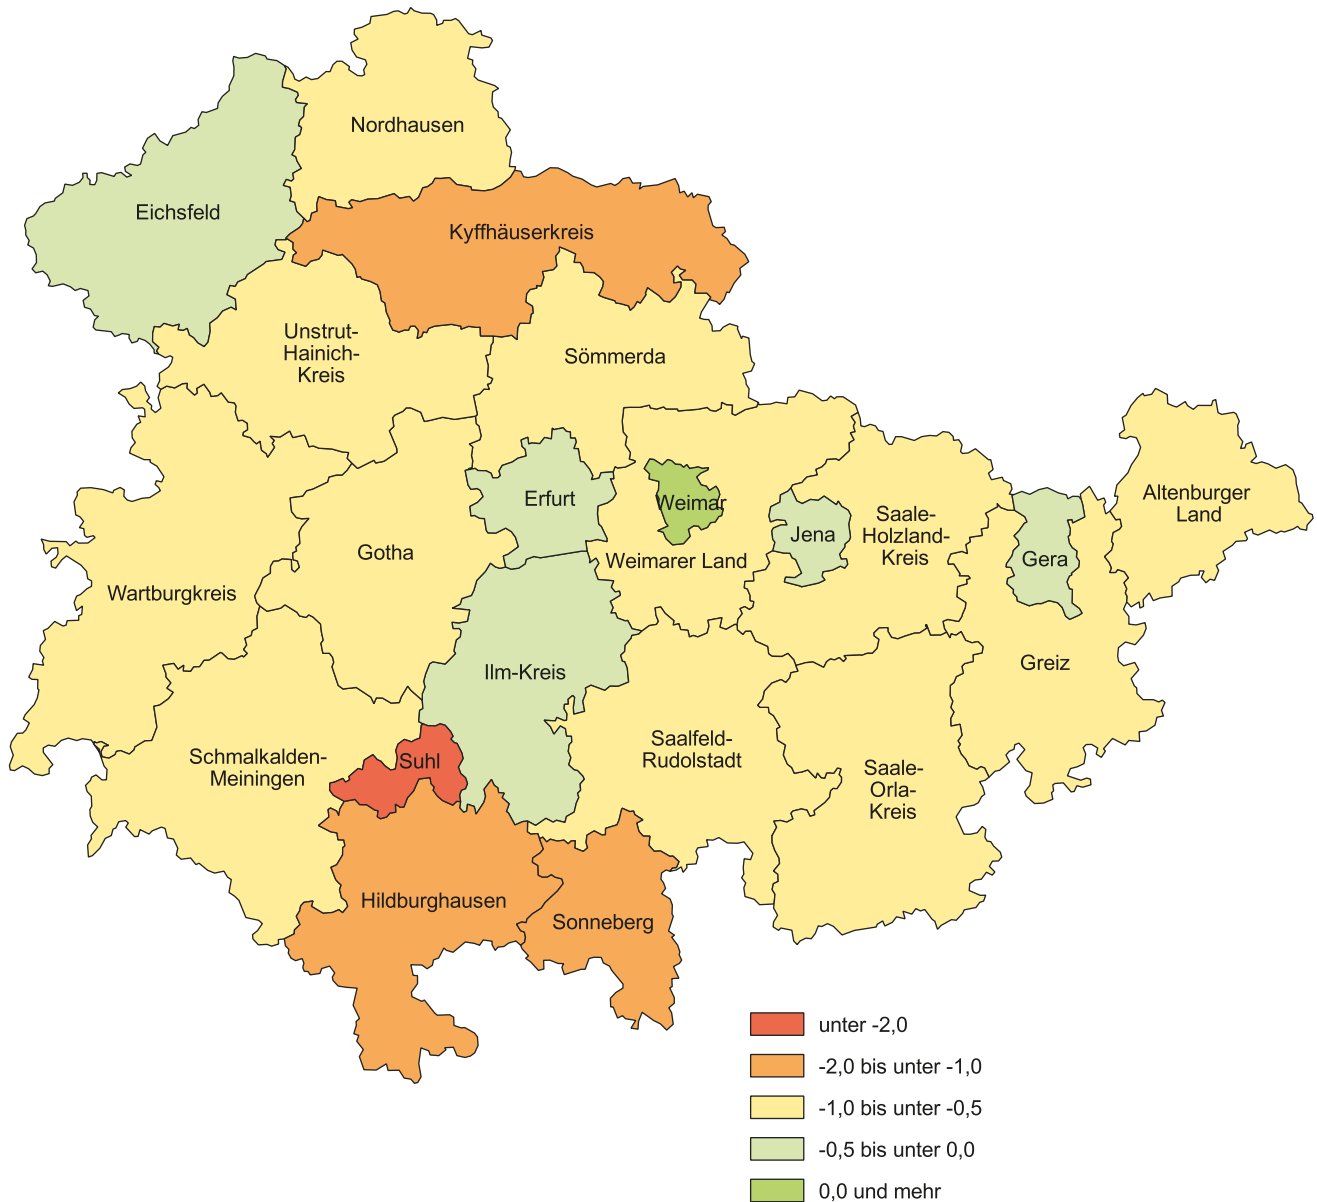 Nordhausen
Eichsfeld
Kyffhäuserkreis
Unstrut-
Hainich-
Kreis
Sömmerda
Altenburger
Land
Erfurt
Weimar
Saale-
Holzland-
Kreis
Jena
Gotha
Weimarer Land
Gera
Wartburgkreis
Ilm-Kreis
Greiz
Schmalkalden-
Meiningen
Suhl
Saalfeld-
Rudolstadt
Saale-
Orla-
Kreis
Hildburghausen
Sonneberg
unter -2,0
-2,0 bis unter -1,0
-1,0 bis unter -0,5
-0,5 bis unter 0,0
0,0 und mehr